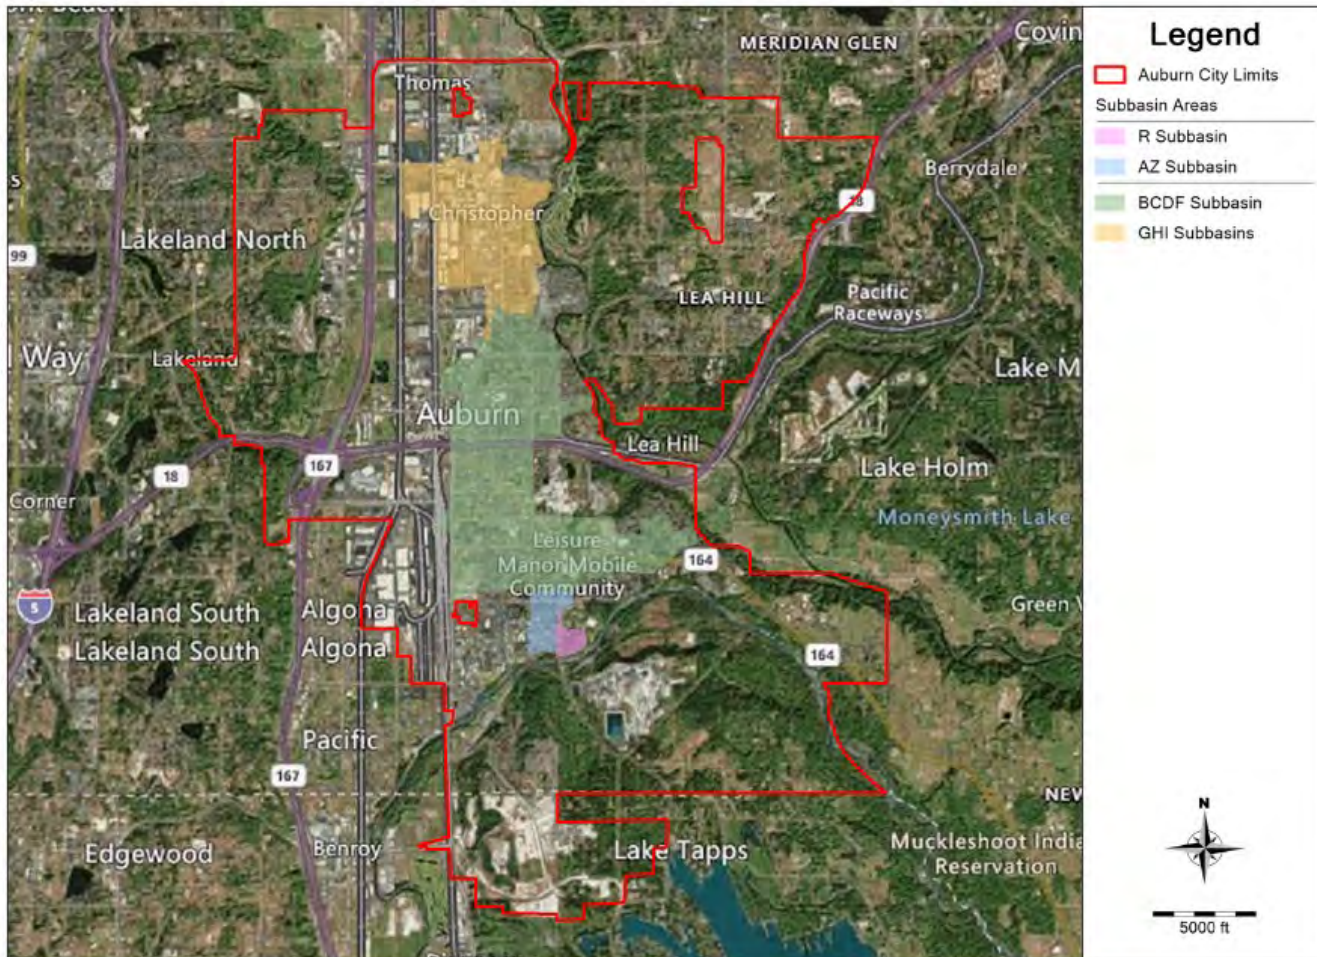 MERIDIAN GLEN
Thomas
18
Berrydale
Christopher
Lakeland North
99
LEA HILL
Pacific
Raceways
Way
Lakeland
Auburn
Lea Hill
167
18
Lake Holm
Corner
Moneysmith Lake
Leisure
Manor Mobile
Community
164
5
Lakeland South
Algona
Lakeland South
Algona
164
Pacific
167
Edgewood
Benroy
Lake Tapps
Muckleshoot India
Reservation
Legend
Auburn City Limits
Subbasin Areas
R Subbasin
AZ Subbasin
BCDF Subbasin
GHI Subbasins
N
5000 ft